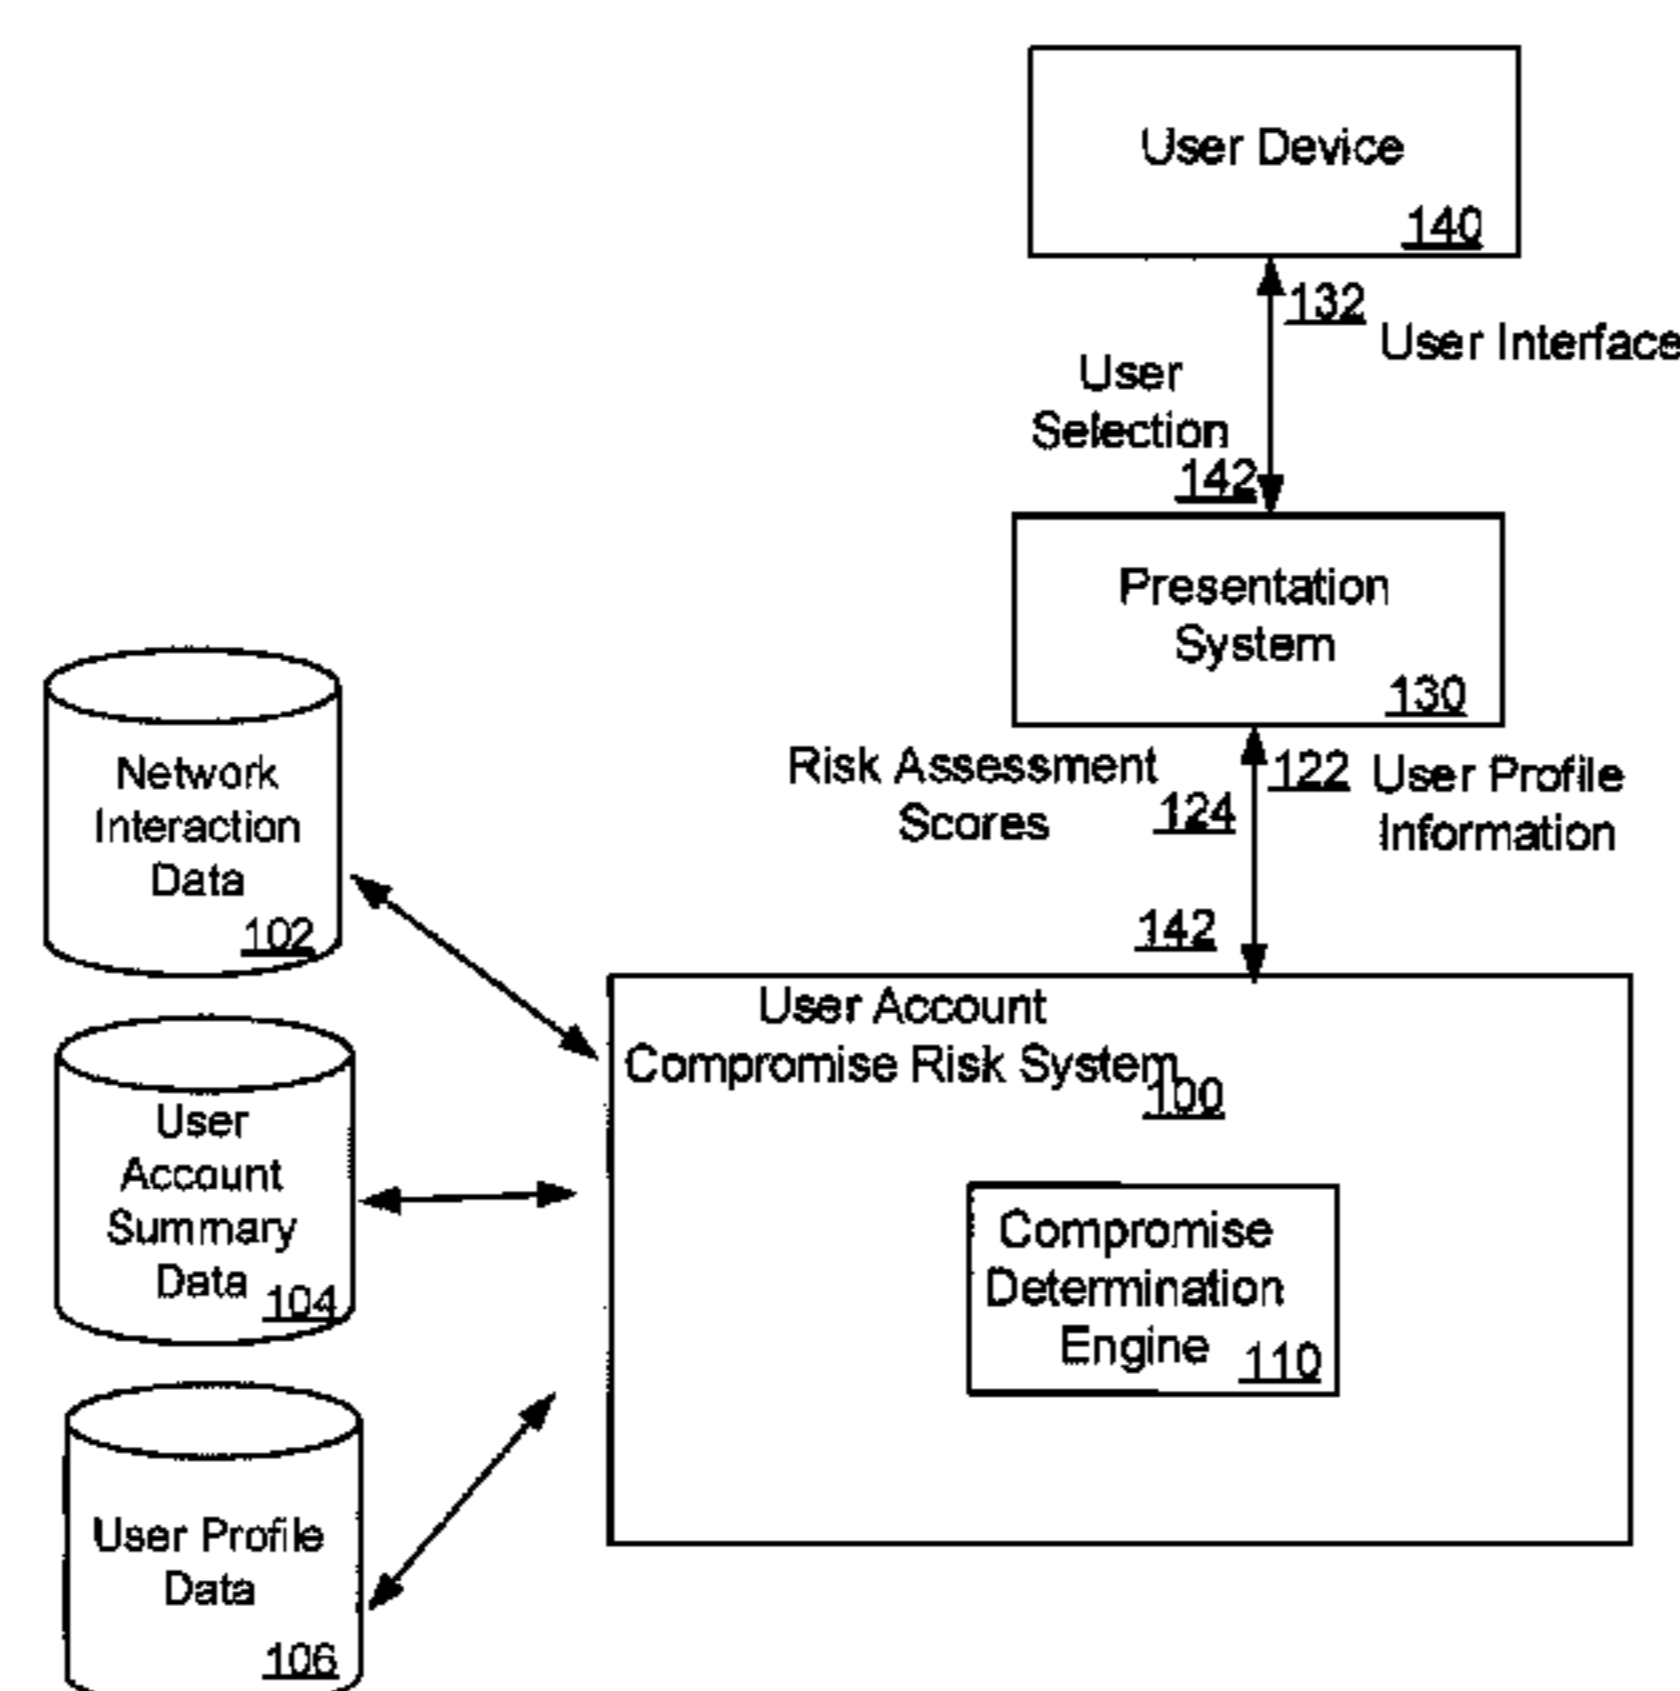 User Device
140
132
User Interface
User
Selection
142
Presentation
System
130
Risk Assessment
Scores
124
122
User Profile
Information
142
Network
Interaction
Data
102
User Account
Compromise Risk System
100
User
Account
Summary
Data
104
Compromise
Determination
Engine
110
User Profile
Data
106